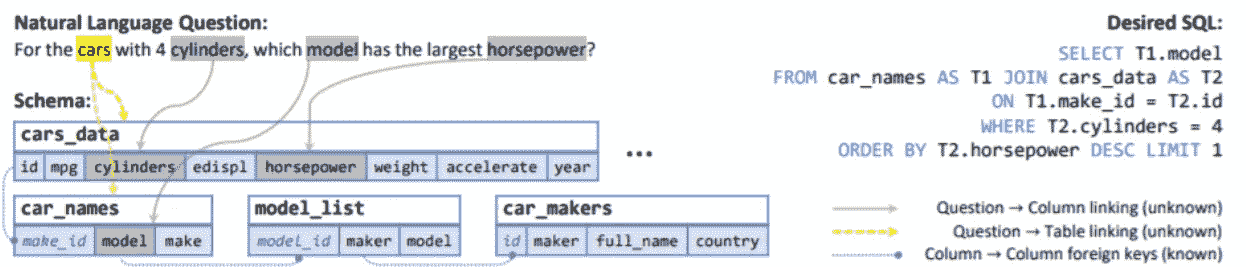 Natural Language Question:
For the cars with 4 cylinders, which model has the largest horsepower?
Schema:
cars_data
id mpg cylinders edispl horsepower weight accelerate year
...
car_names
make_id model make
model_list
model_id maker model
car_makers
id maker full_name country
Desired SQL:
SELECT T1.model
FROM car_names AS T1 JOIN cars_data AS T2
ON T1.make_id = T2.id
WHERE T2.cylinders = 4
ORDER BY T2.horsepower DESC LIMIT 1
Question → Column linking (unknown)
Question → Table linking (unknown)
Column → Column foreign keys (known)